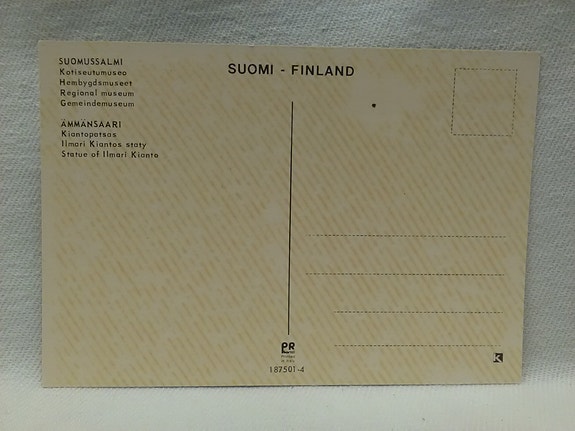 SUOMUSSALMI
Kotiseutumuseo
Hembygdsmuseet
Regional museum
Gemeindemuseum
ÄMMÄNSAARI
Kiantopatsas
Ilmari Kiantos staty
Statue of Ilmari Kianto
SUOMI - FINLAND
PR
187501-4
K